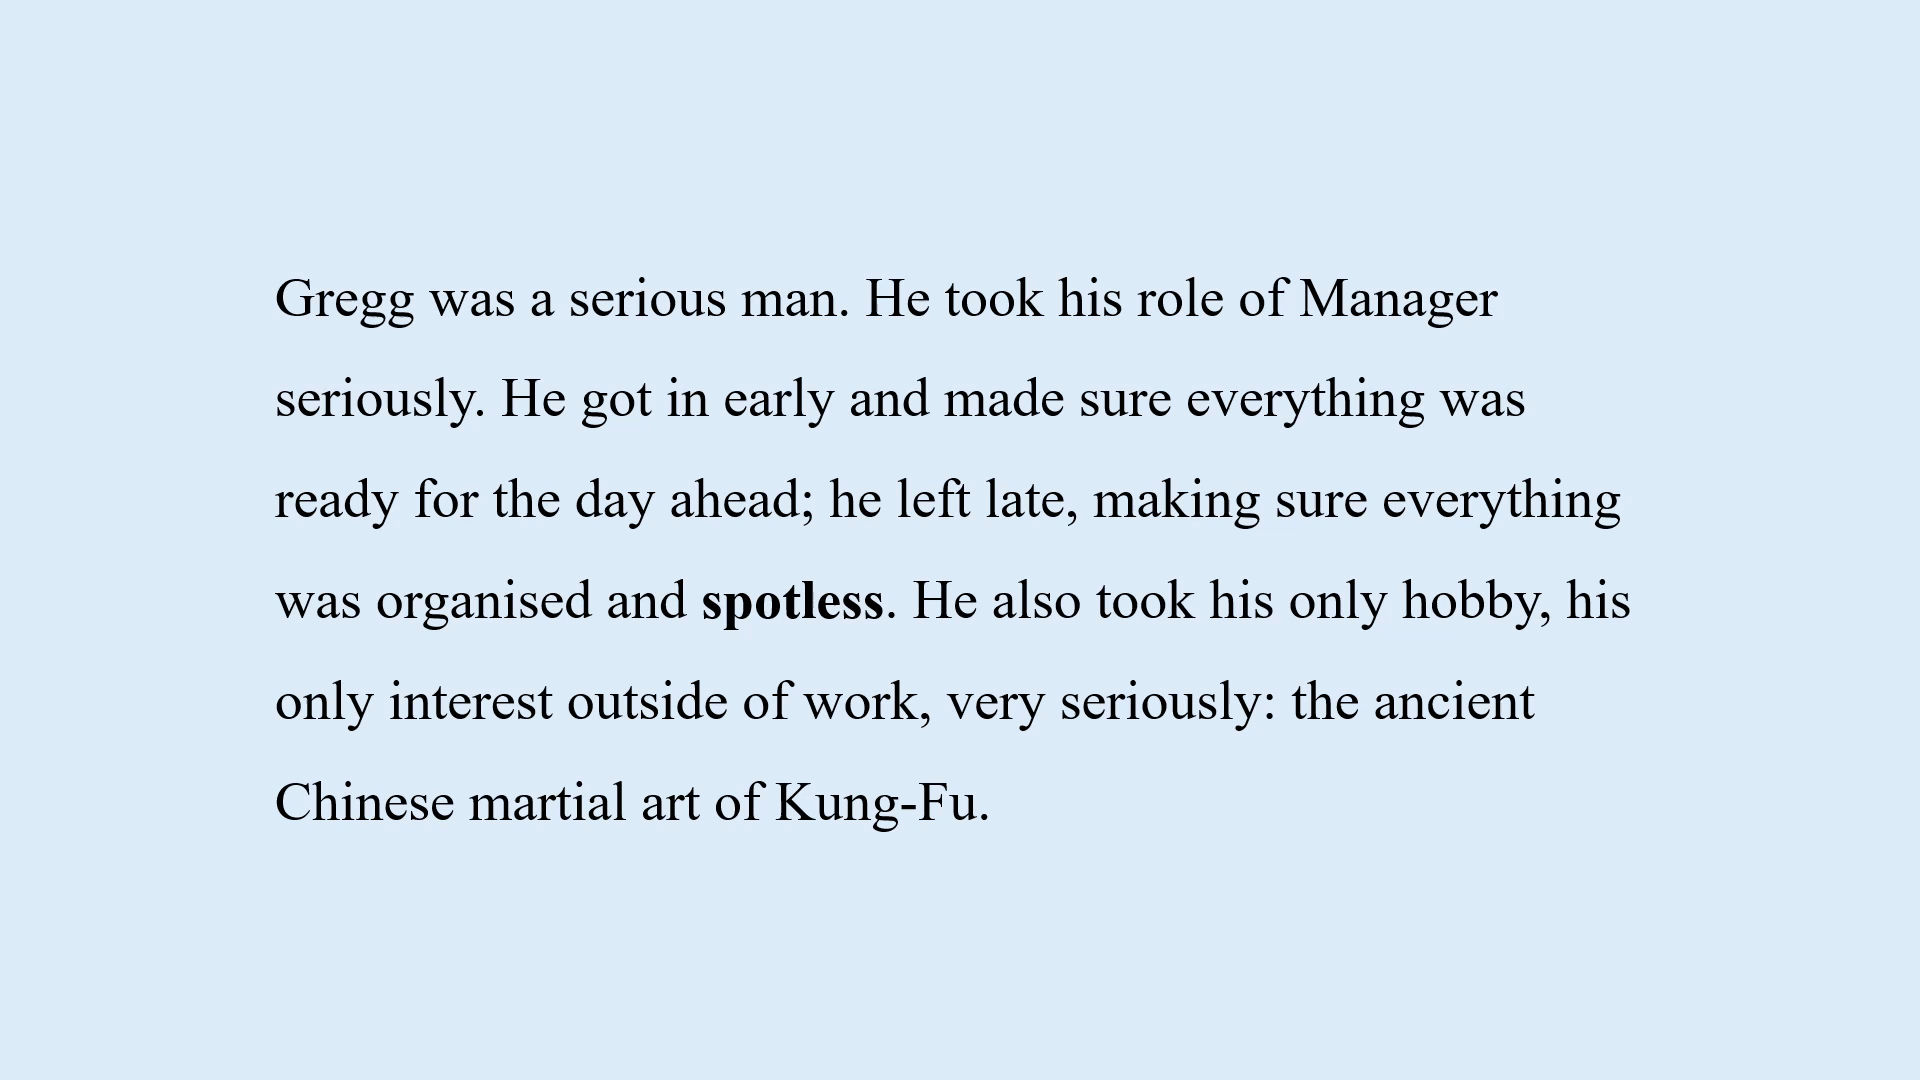 Gregg was a serious man. He took his role of Manager
seriously. He got in early and made sure everything was
ready for the day ahead; he left late, making sure everything
was organised and spotless. He also took his only hobby, his
only interest outside of work, very seriously: the ancient
Chinese martial art of Kung-Fu.